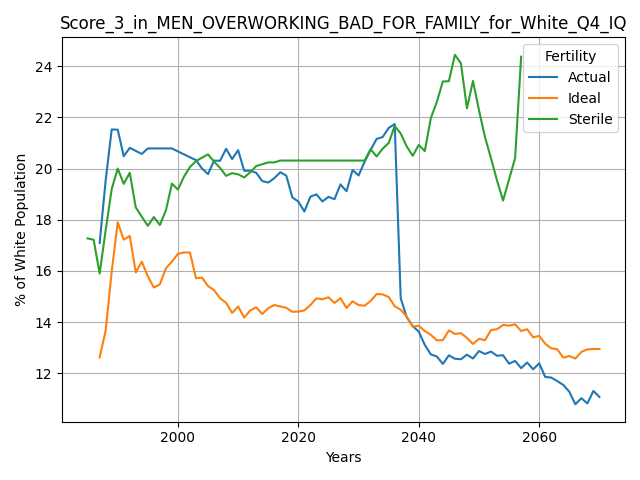 Score_3_in_MEN_OVERWORKING_BAD_FOR_FAMILY_for_White_Q4_IQ
Fertility
Actual
Ideal
Sterile
% of White Population
24
22
20
18
16
14
12
2000
2020
2040
2060
Years